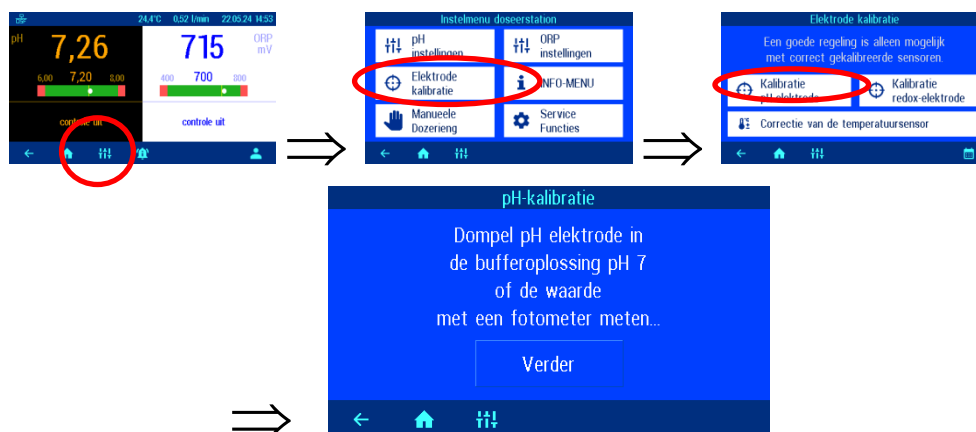 24,4°C 0,52 l/min 22.05.24 14:53
pH 7,26
715 ORP mV
6,00 7,20 8,00
400 700 800
controle uit
controle uit
Instelmenu doseerstation
pH instellingen
ORP instellingen
Elektrode kalibratie
INFO-MENU
Manueele Dozerieng
Service Functies
Elektrode kalibratie
Een goede regeling is alleen mogelijk
met correct gekalibreerde sensoren.
Kalibratie pH-elektrode
Kalibratie redox-elektrode
Correctie van de temperatuursensor
pH-kalibratie
Dompel pH elektrode in
de bufferoplossing pH 7
of de waarde
met een fotometer meten...
Verder